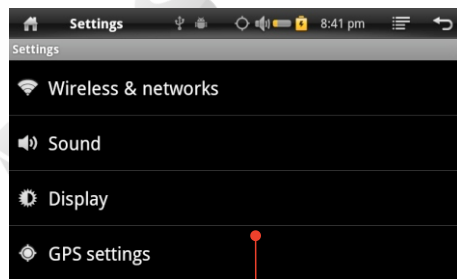 Settings 8:41 pm
Settings
Wireless & networks
Sound
Display
GPS settings